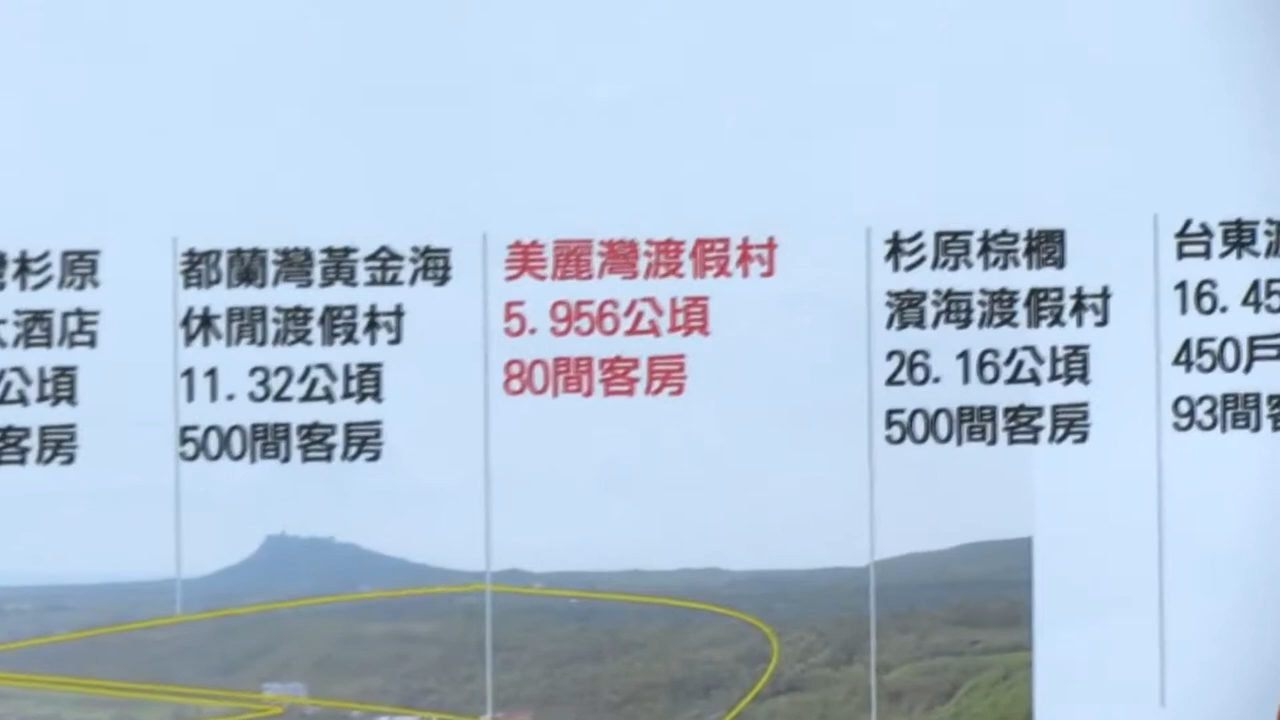 杉原
酒店
公頃
客房
都蘭灣黃金海
休閒渡假村
11.32公頃
500間客房
美麗灣渡假村
5.956公頃
80間客房
杉原棕櫚
濱海渡假村
26.16公頃
500間客房
台東
16.45
450戶
93間